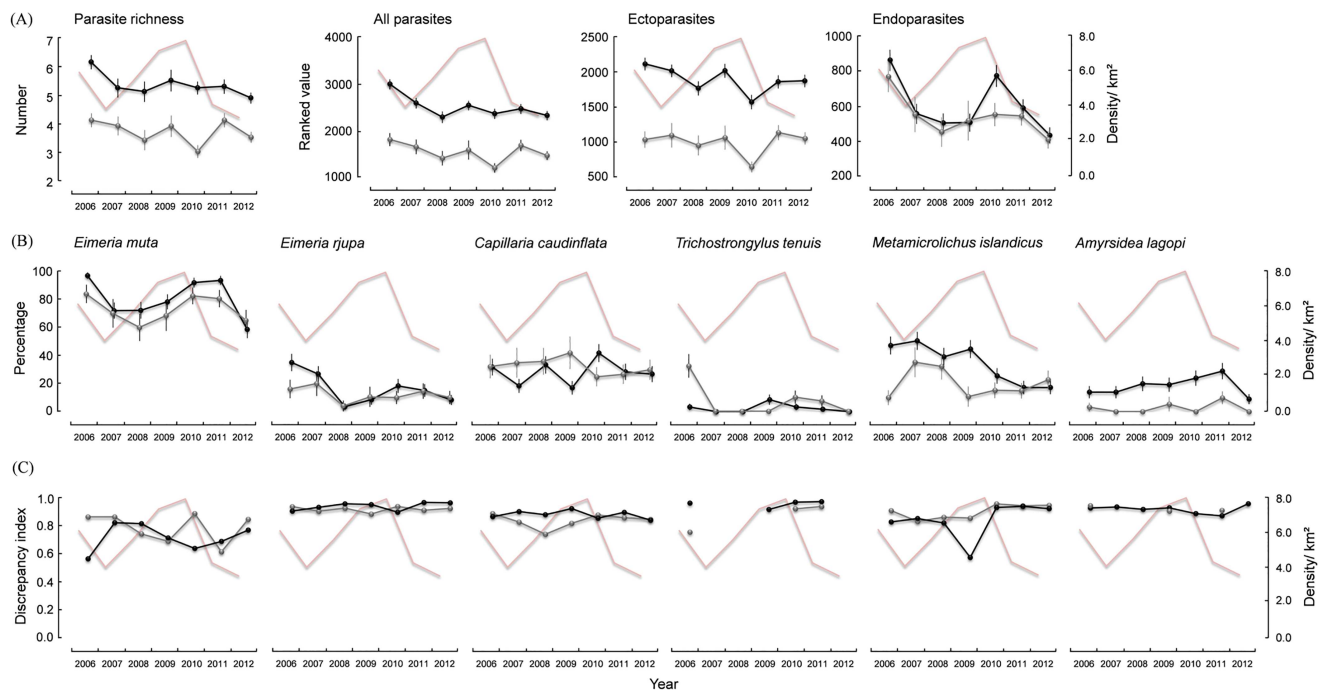 (A)
Parasite richness
All parasites
Ectoparasites
Endoparasites
Number
7
6
5
4
3
2
2006 2007 2008 2009 2010 2011 2012
Ranked value
4000
3000
2000
1000
2006 2007 2008 2009 2010 2011 2012
2500
2000
1500
1000
500
2006 2007 2008 2009 2010 2011 2012
1000
800
600
400
200
2006 2007 2008 2009 2010 2011 2012
8.0
6.0
4.0
2.0
0.0
Density/ km²
(B)
Eimeria muta
Eimeria rjupa
Capillaria caudinflata
Trichostrongylus tenuis
Metamicrolichus islandicus
Amyrsidea lagopi
Percentage
100
80
60
40
20
0
2006 2007 2008 2009 2010 2011 2012
2006 2007 2008 2009 2010 2011 2012
2006 2007 2008 2009 2010 2011 2012
2006 2007 2008 2009 2010 2011 2012
2006 2007 2008 2009 2010 2011 2012
2006 2007 2008 2009 2010 2011 2012
8.0
6.0
4.0
2.0
0.0
Density/ km²
(C)
Discrepancy index
1.0
0.8
0.6
0.4
0.2
0.0
2006 2007 2008 2009 2010 2011 2012
2006 2007 2008 2009 2010 2011 2012
2006 2007 2008 2009 2010 2011 2012
2006 2007 2008 2009 2010 2011 2012
2006 2007 2008 2009 2010 2011 2012
2006 2007 2008 2009 2010 2011 2012
8.0
6.0
4.0
2.0
0.0
Density/ km²
Year